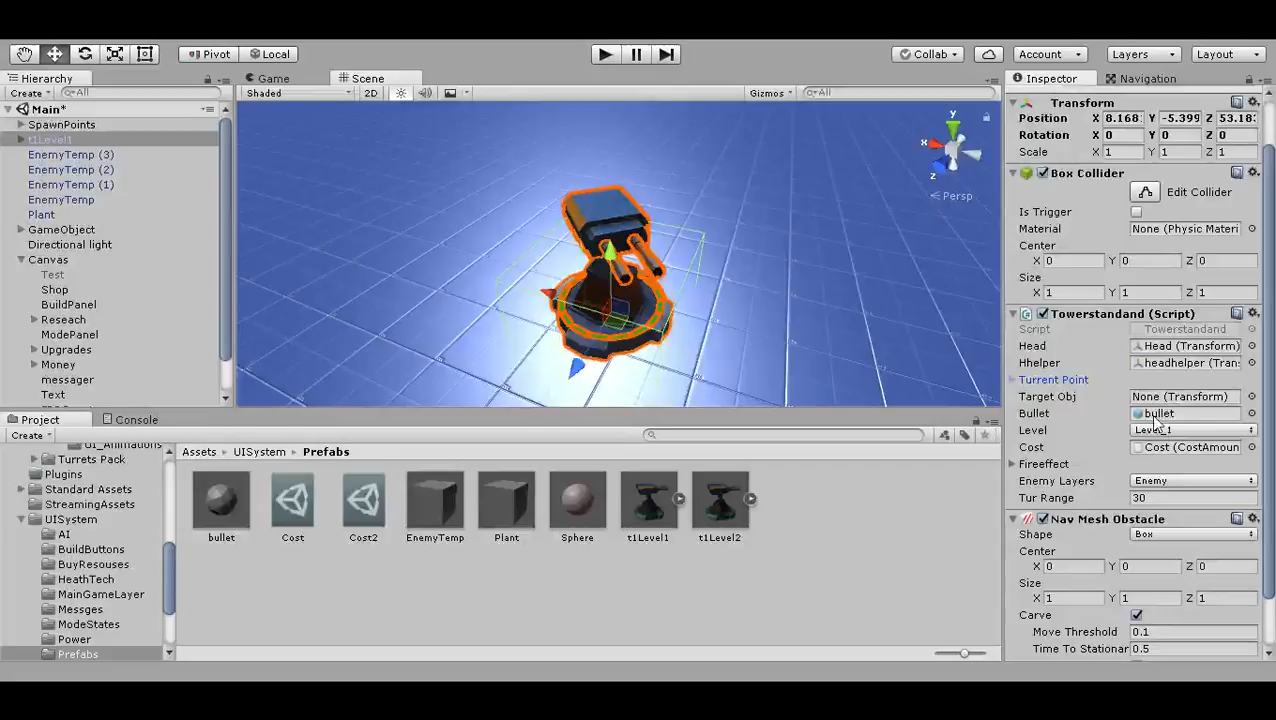 Pivot Local Collab Account Layers Layout
Hierarchy Game Scene Inspector Navigation
Create All Shaded 2D Gizmos All
Main*
SpawnPoints
t1Level1
EnemyTemp (3)
EnemyTemp (2)
EnemyTemp (1)
EnemyTemp
Plant
GameObject
Directional light
Canvas
Test
Shop
BuildPanel
Reseach
ModePanel
Upgrades
Money
messager
Text
y
x
z
Persp
Transform
Position X 8.168 Y -5.399 Z 53.18
Rotation X 0 Y 0 Z 0
Scale X 1 Y 1 Z 1
Box Collider
Edit Collider
Is Trigger
Material None (Physic Materi
Center
X 0 Y 0 Z 0
Size
X 1 Y 1 Z 1
Towerstandand (Script)
Script Towerstandand
Head Head (Transform)
Hhelper headhelper (Tran
Turrent Point
Target Obj None (Transform)
Bullet bullet
Level Level_1
Cost Cost (CostAmoun
Fireeffect
Enemy Layers Enemy
Tur Range 30
Nav Mesh Obstacle
Shape Box
Center
X 0 Y 0 Z 0
Size
X 1 Y 1 Z 1
Carve
Move Threshold 0.1
Time To Stationar 0.5
Project Console
Create
UI_Animations
Turrets Pack
Plugins
Standard Assets
StreamingAssets
UISystem
AI
BuildButtons
BuyResouses
HeathTech
MainGameLayer
Messges
ModeStates
Power
Prefabs
Assets UISystem Prefabs
bullet Cost Cost2 EnemyTemp Plant Sphere t1Level1 t1Level2